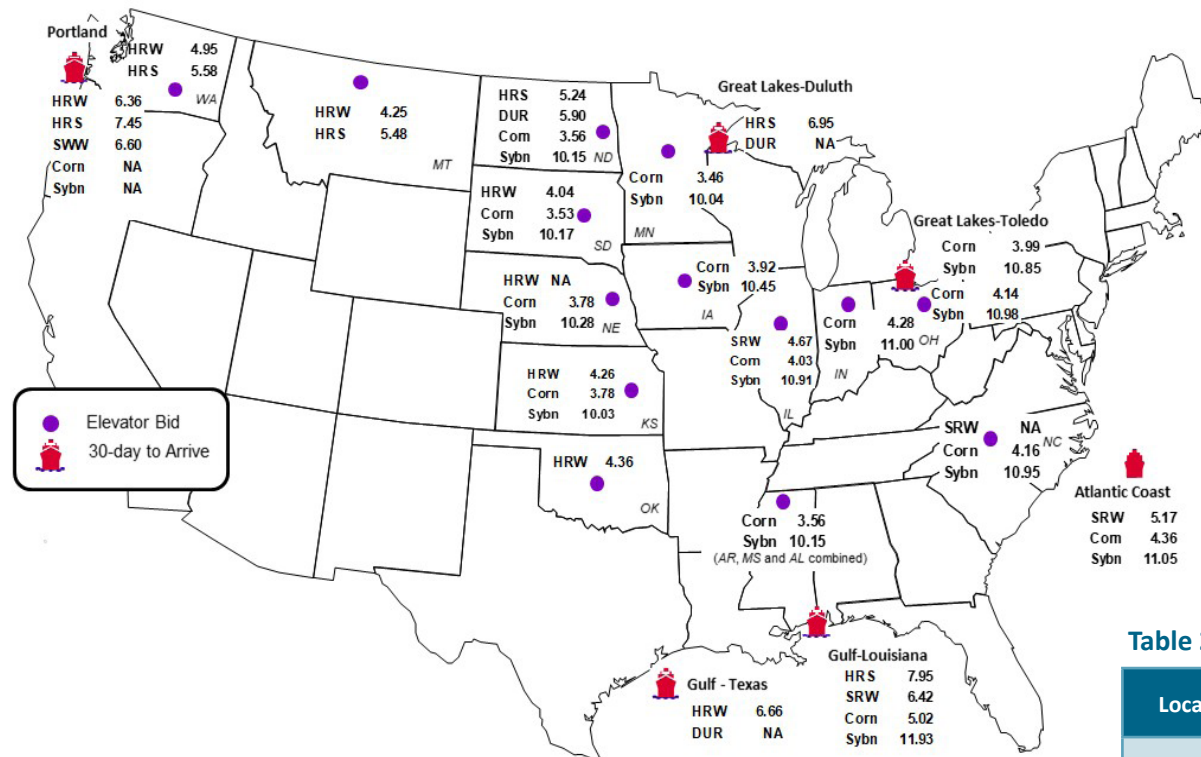 Portland
HRW 4.95
HRS 5.58
WA
HRW 6.36
HRS 7.45
SWW 6.60
Corn NA
Sybn NA
HRW 4.25
HRS 5.48
MT
HRS 5.24
DUR 5.90
Corn 3.56
Sybn 10.15 ND
HRW 4.04
Corn 3.53
Sybn 10.17 SD
HRW NA
Corn 3.78
Sybn 10.28 NE
HRW 4.26
Corn 3.78
Sybn 10.03 KS
HRW 4.36
OK
Great Lakes-Duluth
HRS 6.95
DUR NA
Corn 3.46
Sybn 10.04
MN
Corn 3.92
Sybn 10.45
IA
SRW 4.67
Corn 4.03
Sybn 10.91
IL
Great Lakes-Toledo
Corn 3.99
Sybn 10.85
Corn 4.14
Sybn 10.98
OH
Corn 4.28
Sybn 11.00
IN
SRW NA
Corn 4.16 NC
Sybn 10.95
Atlantic Coast
SRW 5.17
Corn 4.36
Sybn 11.05
Corn 3.56
Sybn 10.15
(AR, MS and AL combined)
Gulf-Louisiana
HRS 7.95
SRW 6.42
Corn 5.02
Sybn 11.93
Gulf - Texas
HRW 6.66
DUR NA
Elevator Bid
30-day to Arrive
Table
Loca